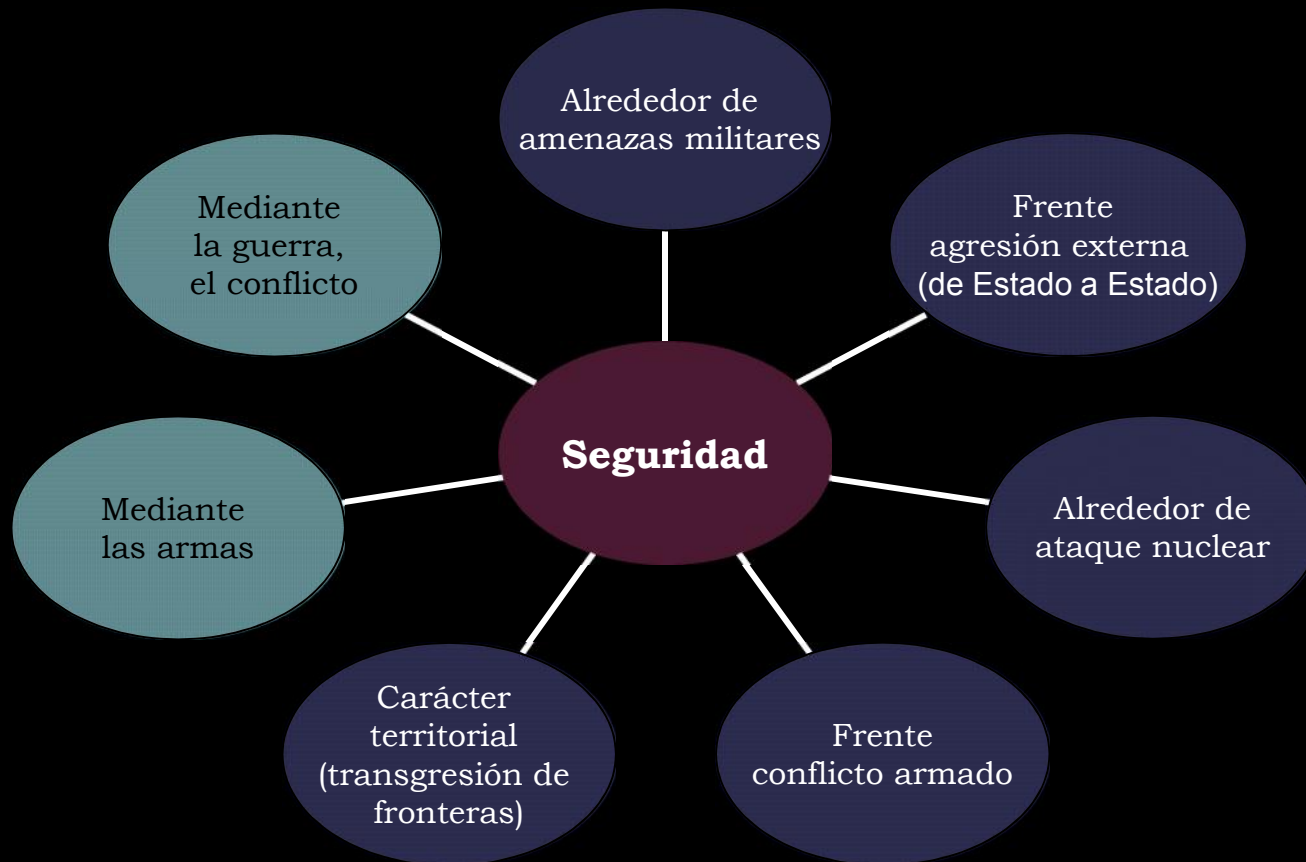 Alrededor de
amenazas militares
Frente
agresión externa
(de Estado a Estado)
Alrededor de
ataque nuclear
Frente
conflicto armado
Carácter
territorial
(transgresión de
fronteras)
Mediante
las armas
Mediante
la guerra,
el conflicto
Seguridad